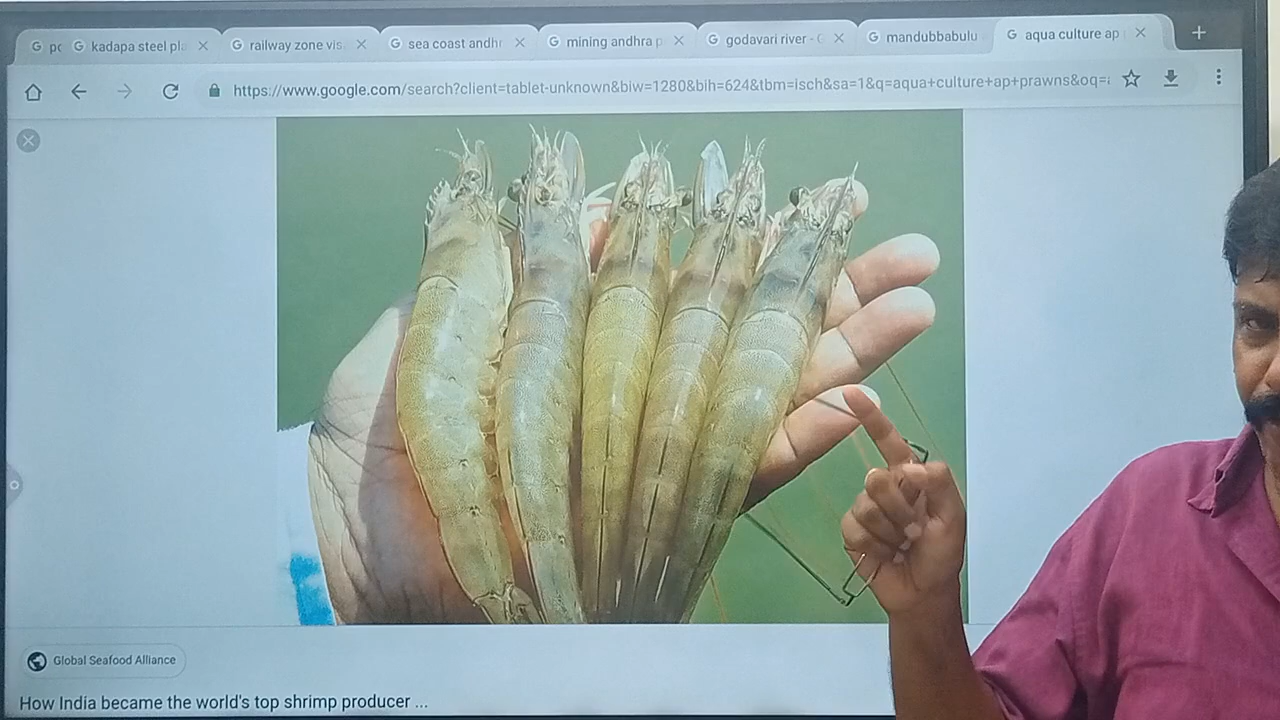 po
kadapa steel pl
railway zone vis
sea coast andhr
mining andhra p
godavari river - G
mandubbabulu
aqua culture ap
https://www.google.com/search?client=tablet-unknown&biw=1280&bih=624&tbm=isch&sa=1&q=aqua+culture+ap+prawns&oq=
Global Seafood Alliance
How India became the world's top shrimp producer ...